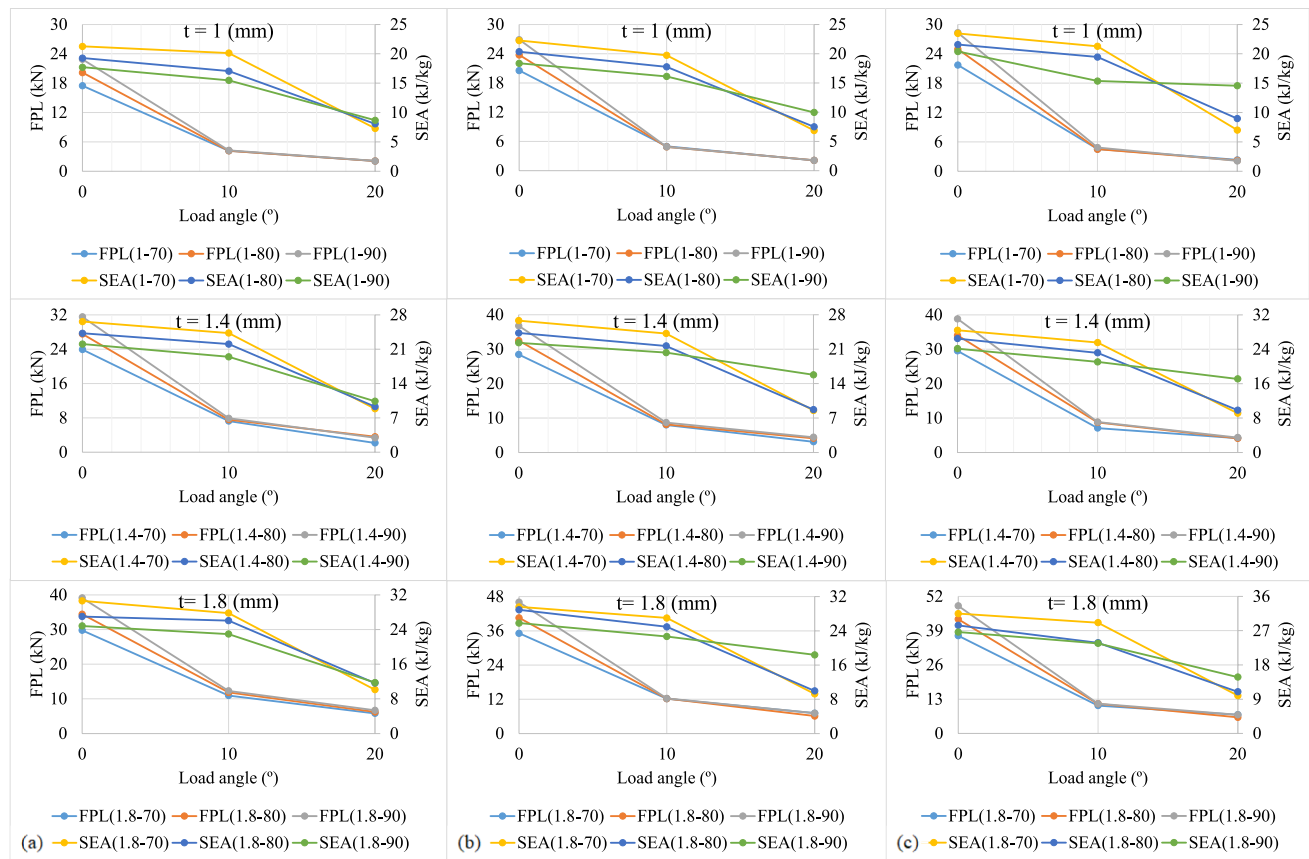 t = 1 (mm)
FPL (kN)
30
24
18
12
6
0
25
20
15
10
5
0
SEA (kJ/kg)
0 10 20
Load angle (º)
FPL(1-70) FPL(1-80) FPL(1-90)
SEA(1-70) SEA(1-80) SEA(1-90)
t = 1 (mm)
FPL (kN)
30
24
18
12
6
0
25
20
15
10
5
0
SEA (kJ/kg)
0 10 20
Load angle (º)
FPL(1-70) FPL(1-80) FPL(1-90)
SEA(1-70) SEA(1-80) SEA(1-90)
t = 1 (mm)
FPL (kN)
30
24
18
12
6
0
25
20
15
10
5
0
SEA (kJ/kg)
0 10 20
Load angle (º)
FPL(1-70) FPL(1-80) FPL(1-90)
SEA(1-70) SEA(1-80) SEA(1-90)
t = 1.4 (mm)
FPL (kN)
32
24
16
8
0
28
21
14
7
0
SEA (kJ/kg)
0 10 20
Load angle (º)
FPL(1.4-70) FPL(1.4-80) FPL(1.4-90)
SEA(1.4-70) SEA(1.4-80) SEA(1.4-90)
t = 1.4 (mm)
FPL (kN)
40
30
20
10
0
28
21
14
7
0
SEA (kJ/kg)
0 10 20
Load angle (º)
FPL(1.4-70) FPL(1.4-80) FPL(1.4-90)
SEA(1.4-70) SEA(1.4-80) SEA(1.4-90)
t = 1.4 (mm)
FPL (kN)
40
30
20
10
0
32
24
16
8
0
SEA (kJ/kg)
0 10 20
Load angle (º)
FPL(1.4-70) FPL(1.4-80) FPL(1.4-90)
SEA(1.4-70) SEA(1.4-80) SEA(1.4-90)
t= 1.8 (mm)
FPL (kN)
40
30
20
10
0
32
24
16
8
0
SEA (kJ/kg)
0 10 20
Load angle (º)
FPL(1.8-70) FPL(1.8-80) FPL(1.8-90)
(a) SEA(1.8-70) SEA(1.8-80) SEA(1.8-90)
t= 1.8 (mm)
FPL (kN)
48
36
24
12
0
32
24
16
8
0
SEA (kJ/kg)
0 10 20
Load angle (º)
FPL(1.8-70) FPL(1.8-80) FPL(1.8-90)
(b) SEA(1.8-70) SEA(1.8-80) SEA(1.8-90)
t= 1.8 (mm)
FPL (kN)
52
39
26
13
0
36
27
18
9
0
SEA (kJ/kg)
0 10 20
Load angle (º)
FPL(1.8-70) FPL(1.8-80) FPL(1.8-90)
(c) SEA(1.8-70) SEA(1.8-80) SEA(1.8-90)